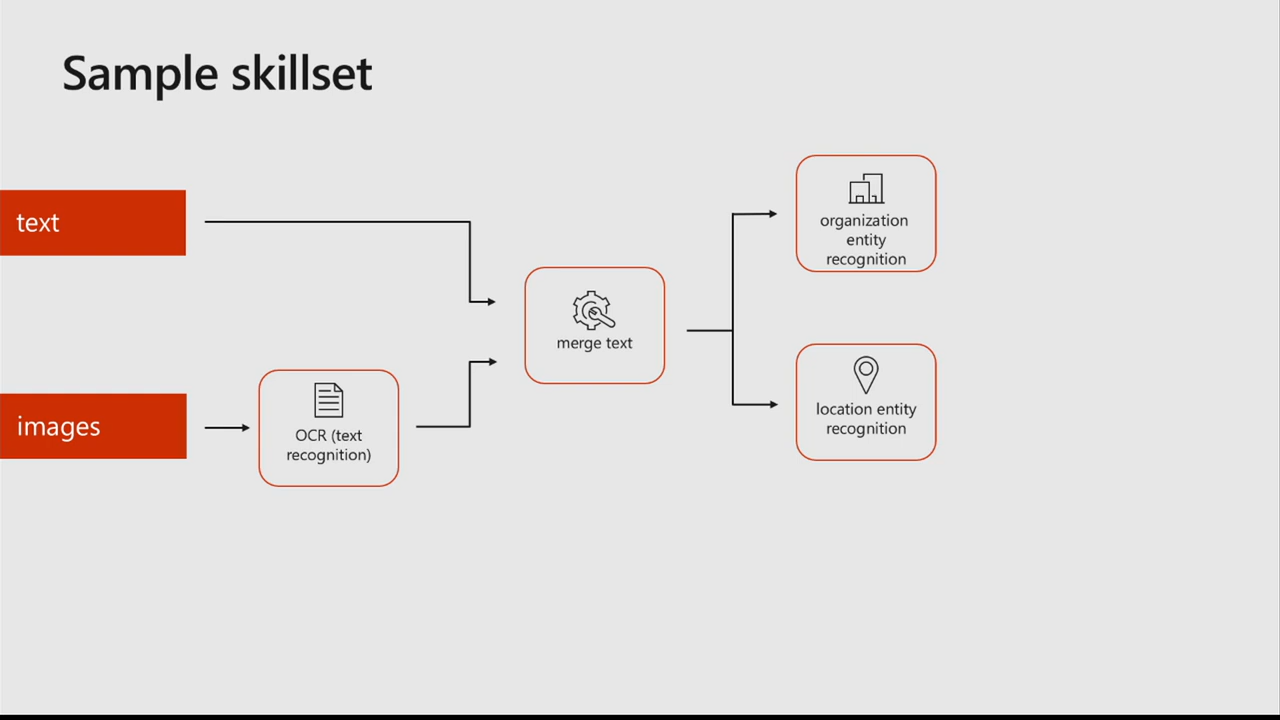 Sample skillset
text
images
OCR (text
recognition)
merge text
organization
entity
recognition
location entity
recognition